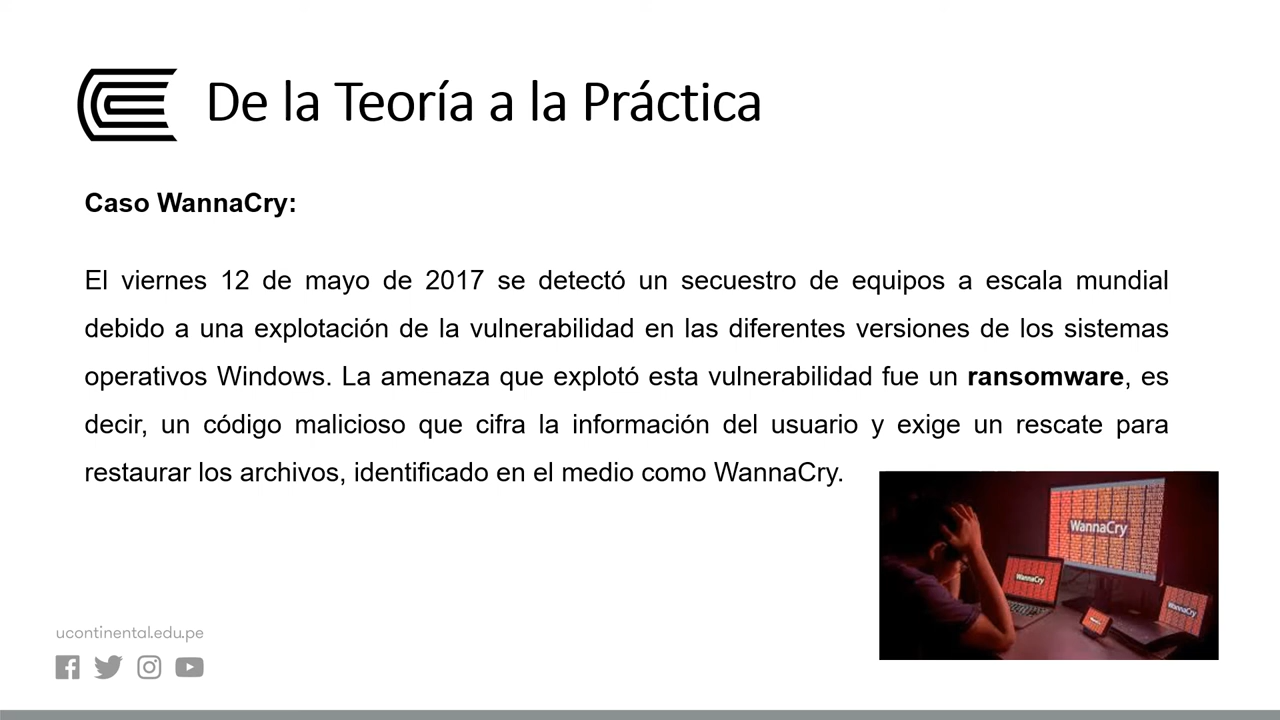 De la Teoría a la Práctica
Caso WannaCry:
El viernes 12 de mayo de 2017 se detectó un secuestro de equipos a escala mundial
debido a una explotación de la vulnerabilidad en las diferentes versiones de los sistemas
operativos Windows. La amenaza que explotó esta vulnerabilidad fue un ransomware, es
decir, un código malicioso que cifra la información del usuario y exige un rescate para
restaurar los archivos, identificado en el medio como WannaCry.
WannaCry
WannaCry
WannaCry
ucontinental.edu.pe